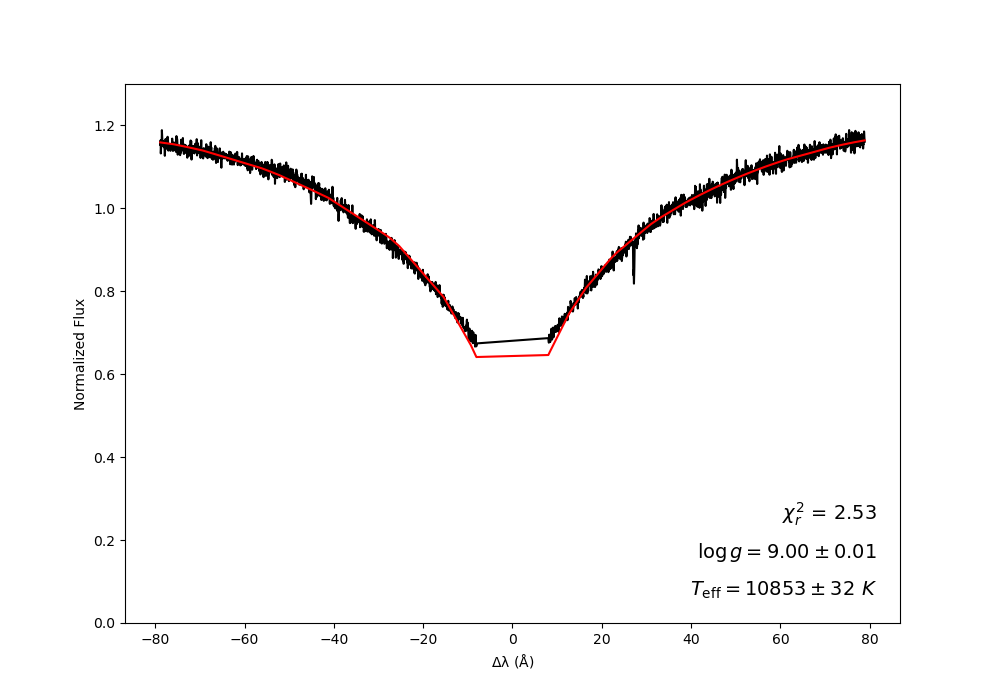 1.2
1.0
0.8
0.6
0.4
0.2
0.0
Normalized Flux
χ²ᵣ = 2.53
log g = 9.00 ± 0.01
T_eff = 10853 ± 32 K
−80 −60 −40 −20 0 20 40 60 80
Δλ (Å)